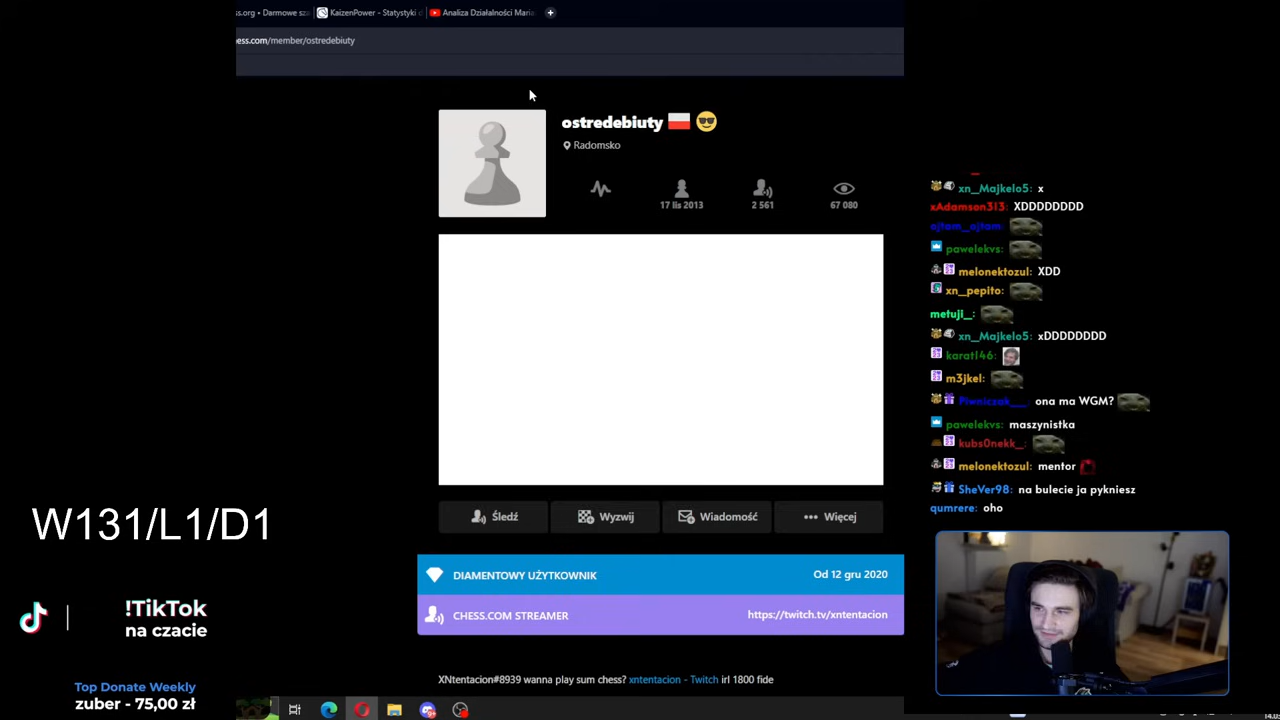 ss.org • Darmowe sza
KaizenPower - Statystyki
Analiza Działalności Maria
ess.com/member/ostredebiuty
ostredebiuty
Radomsko
17 lis 2013
2 561
67 080
Śledź
Wyzwij
Wiadomość
Więcej
DIAMENTOWY UŻYTKOWNIK
Od 12 gru 2020
CHESS.COM STREAMER
https://twitch.tv/xntentacion
XNtentacion#8939 wanna play sum chess? xntentacion - Twitch irl 1800 fide
xn_Majkelo5: x
xAdamson313: XDDDDDDDD
ojtam_ojtam:
pawelekvs:
melonektozul: XDD
xn_pepito:
metuji_:
xn_Majkelo5: xDDDDDDDD
karat146:
m3jkel:
Piwniczak___: ona ma WGM?
pawelekvs: maszynistka
kubs0nekk_:
melonektozul: mentor
SheVer98: na bulecie ja pykniesz
qumrere: oho
W131/L1/D1
!TikTok
na czacie
Top Donate Weekly
zuber - 75,00 zł